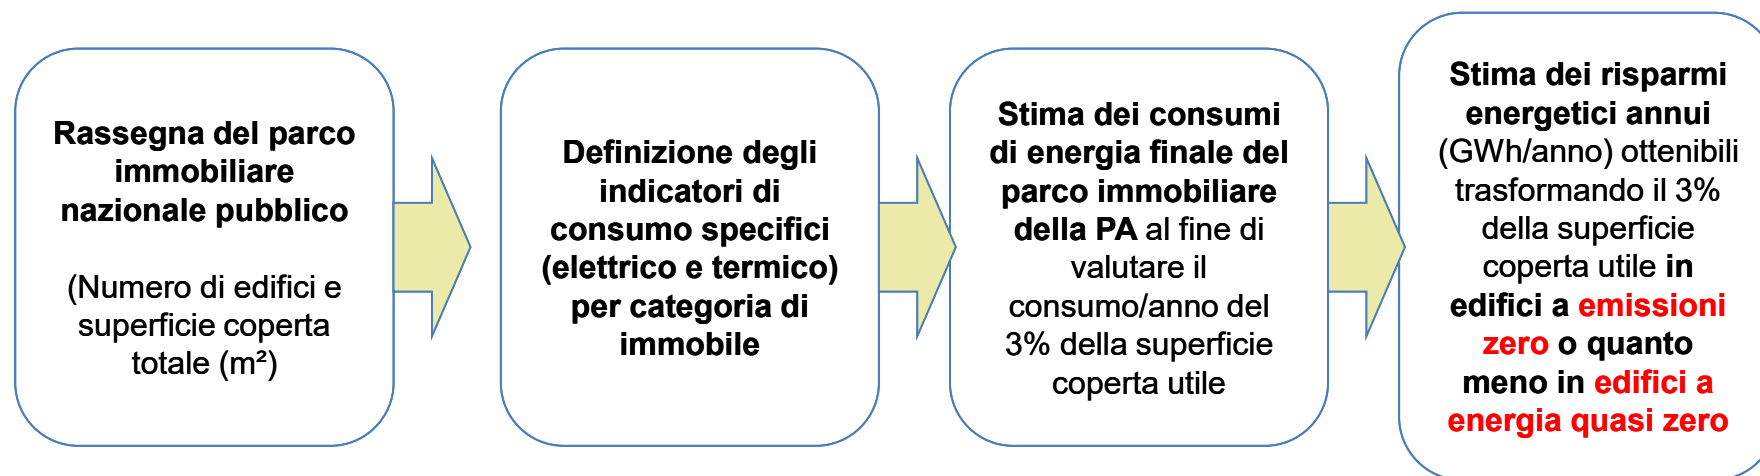 Rassegna del parco
immobiliare
nazionale pubblico
(Numero di edifici e
superficie coperta
totale (m²)
Definizione degli
indicatori di
consumo specifici
(elettrico e termico)
per categoria di
immobile
Stima dei consumi
di energia finale del
parco immobiliare
della PA al fine di
valutare il
consumo/anno del
3% della superficie
coperta utile
Stima dei risparmi
energetici annui
(GWh/anno) ottenibili
trasformando il 3%
della superficie
coperta utile in
edifici a emissioni
zero o quanto
meno in edifici a
energia quasi zero